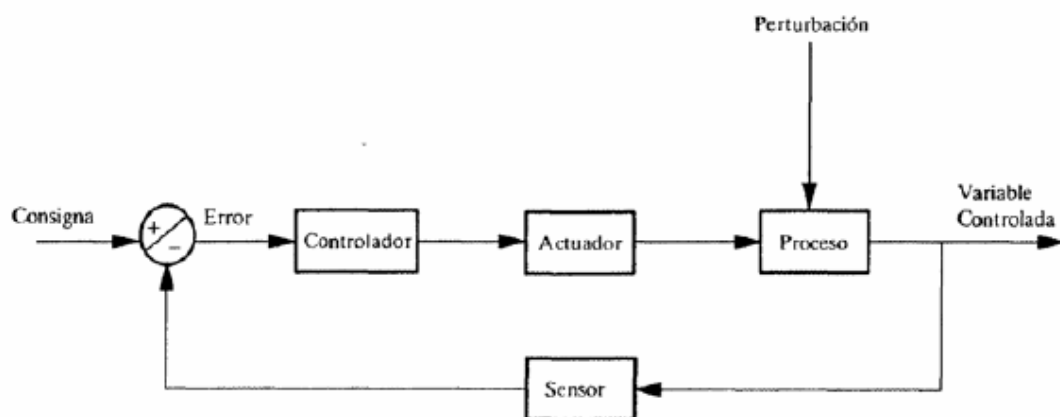 Perturbación
Consigna
+
−
Error
Controlador
Actuador
Proceso
Variable
Controlada
Sensor